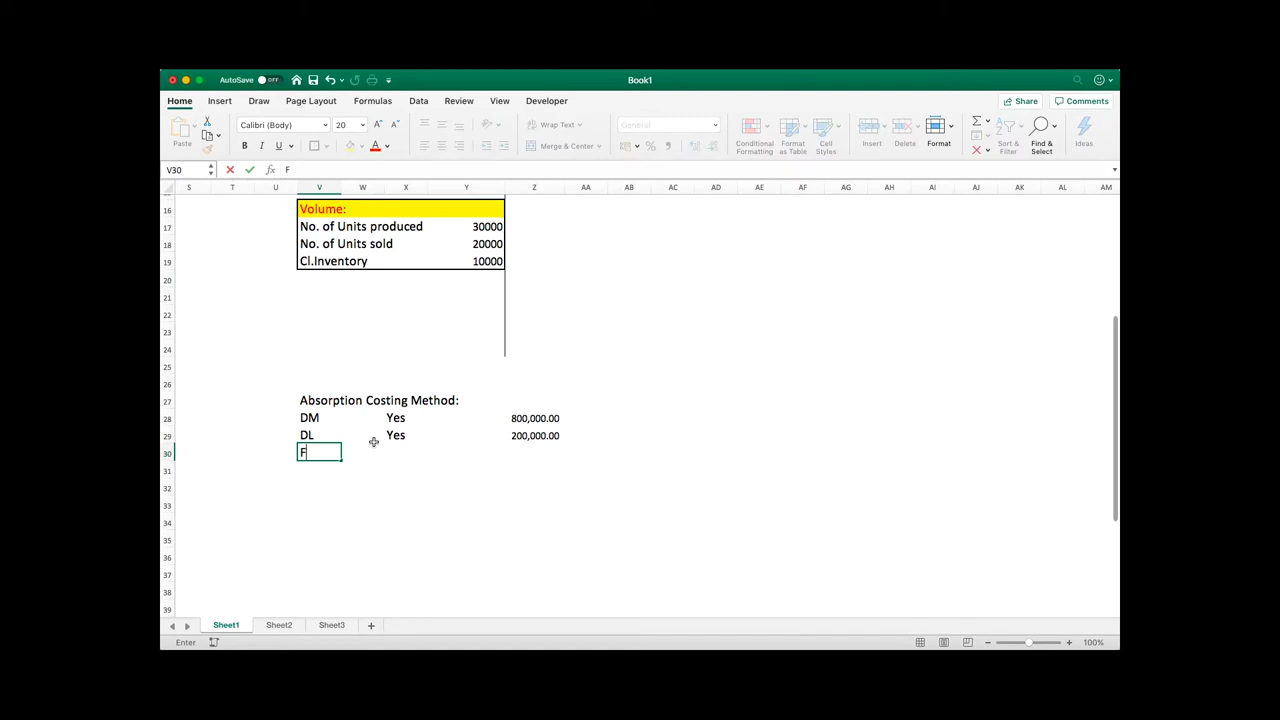 AutoSave OFF Book1
Home Insert Draw Page Layout Formulas Data Review View Developer Share Comments
Paste Calibri (Body) 20 A A Wrap Text General Conditional Formatting Format as Table Cell Styles Insert Delete Format Sort & Filter Find & Select Ideas
B I U A Merge & Center %
V30 fx F
S T U V W X Y Z AA AB AC AD AE AF AG AH AI AJ AK AL AM
16 Volume:
17 No. of Units produced 30000
18 No. of Units sold 20000
19 Cl.Inventory 10000
20
21
22
23
24
25
26
27 Absorption Costing Method:
28 DM Yes 800,000.00
29 DL Yes 200,000.00
30 F
31
32
33
34
35
36
37
38
39
Sheet1 Sheet2 Sheet3 +
Enter 100%